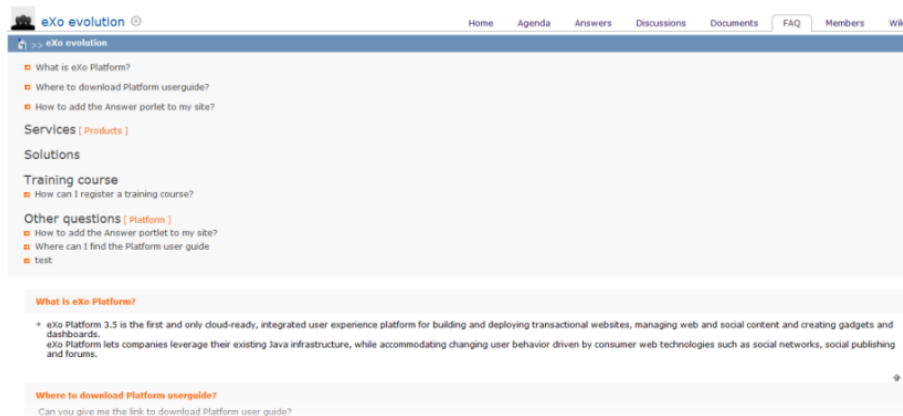 eXo evolution
Home Agenda Answers Discussions Documents FAQ Members Wik
>> eXo evolution
What is eXo Platform?
Where to download Platform userguide?
How to add the Answer porlet to my site?
Services [ Products ]
Solutions
Training course
How can I register a training course?
Other questions [ Platform ]
How to add the Answer portlet to my site?
Where can I find the Platform user guide
test
What is eXo Platform?
eXo Platform 3.5 is the first and only cloud-ready, integrated user experience platform for building and deploying transactional websites, managing web and social content and creating gadgets and
dashboards.
eXo Platform lets companies leverage their existing Java infrastructure, while accommodating changing user behavior driven by consumer web technologies such as social networks, social publishing
and forums.
Where to download Platform userguide?
Can you give me the link to download Platform user guide?